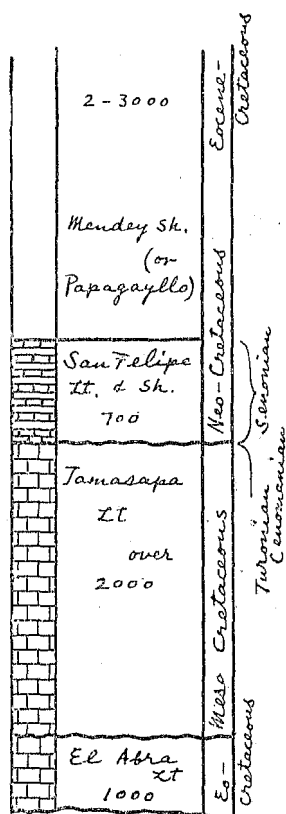 2-3000
Mendey Sh.
(or
Papagayllo)
San Felipe
Lt. & Sh.
700
Tamasapa
Lt
over
2000
El Abra
Lt
1000
Eocene-
Cretaceous
Neo-Cretaceous
Senonian
Turonian
Cenomanian
Meso Cretaceous
Eo-
Cretaceous